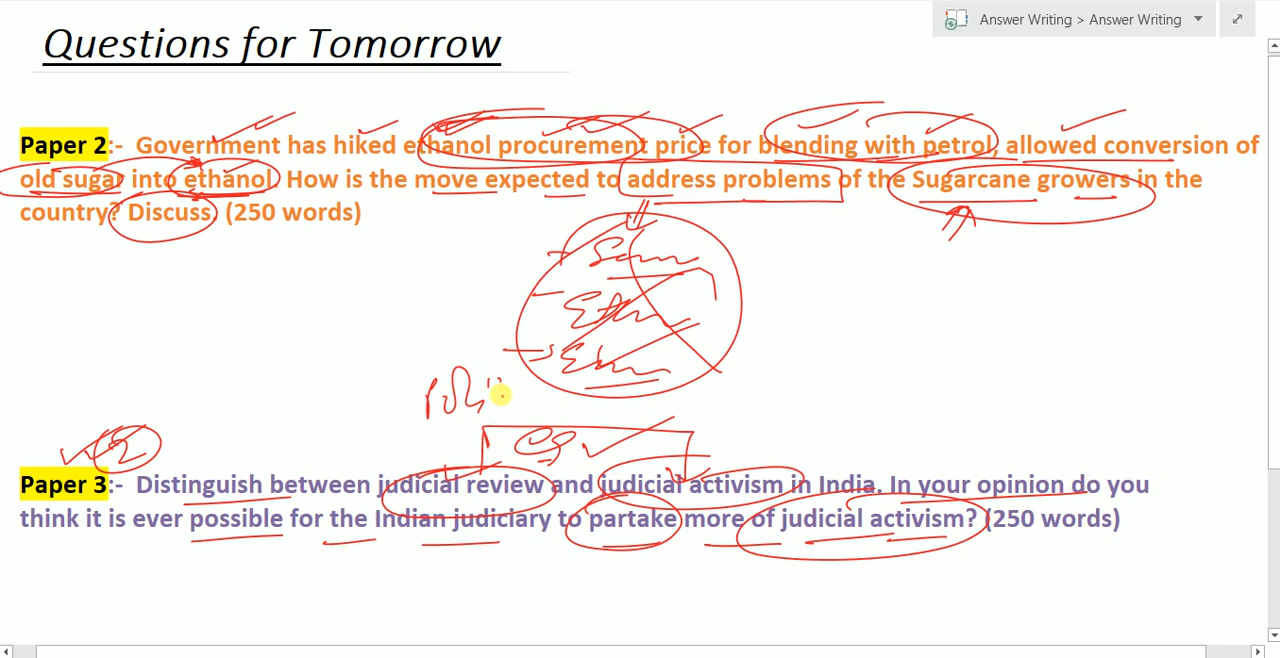 Answer Writing > Answer Writing
Questions for Tomorrow
Paper 2:- Government has hiked ethanol procurement price for blending with petrol, allowed conversion of
old sugar into ethanol. How is the move expected to address problems of the Sugarcane growers in the
country? Discuss. (250 words)
2
Paper 3:- Distinguish between judicial review and judicial activism in India. In your opinion do you
think it is ever possible for the Indian judiciary to partake more of judicial activism? (250 words)